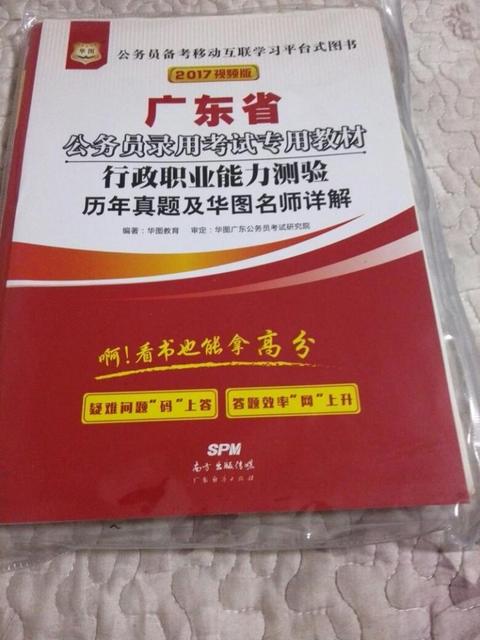 华图
公务员备考移动互联学习平台式图书
2017视频版
广东省
公务员录用考试专用教材
行政职业能力测验
历年真题及华图名师详解
编著：华图教育 审定：华图广东公务员考试研究院
啊！看书也能拿高分
疑难问题“码”上答 答题效率“网”上升
SPM
南方出版传媒
广东经济出版社